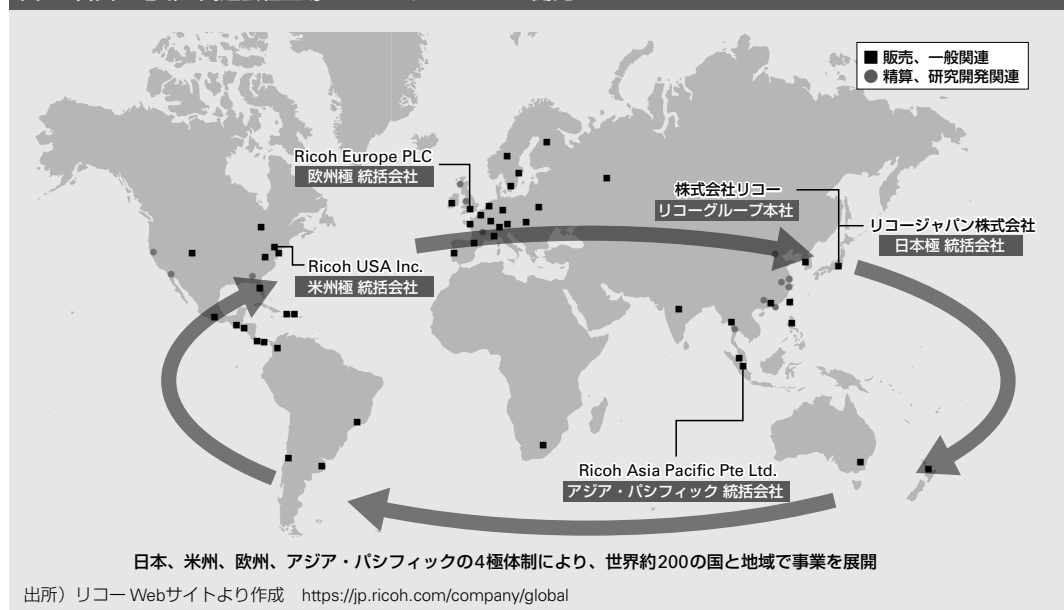 販売、一般関連
精算、研究開発関連
Ricoh Europe PLC
欧州極 統括会社
株式会社リコー
リコーグループ本社
リコージャパン株式会社
日本極 統括会社
Ricoh USA Inc.
米州極 統括会社
Ricoh Asia Pacific Pte Ltd.
アジア・パシフィック 統括会社
日本、米州、欧州、アジア・パシフィックの4極体制により、世界約200の国と地域で事業を展開
出所）リコー Webサイトより作成 https://jp.ricoh.com/company/global